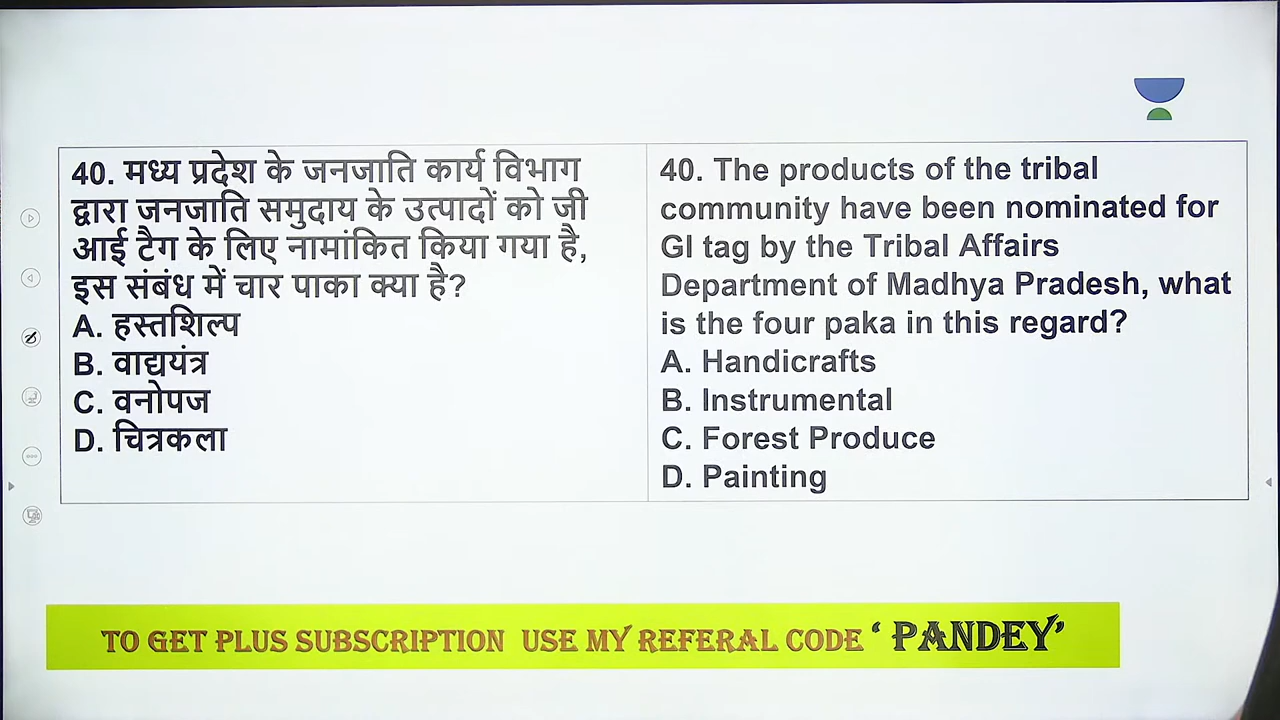 40. मध्य प्रदेश के जनजाति कार्य विभाग
द्वारा जनजाति समुदाय के उत्पादों को जी
आई टैग के लिए नामांकित किया गया है,
इस संबंध में चार पाका क्या है?
A. हस्तशिल्प
B. वाद्ययंत्र
C. वनोपज
D. चित्रकला
40. The products of the tribal
community have been nominated for
GI tag by the Tribal Affairs
Department of Madhya Pradesh, what
is the four paka in this regard?
A. Handicrafts
B. Instrumental
C. Forest Produce
D. Painting
TO GET PLUS SUBSCRIPTION USE MY REFERAL CODE ‘ PANDEY’